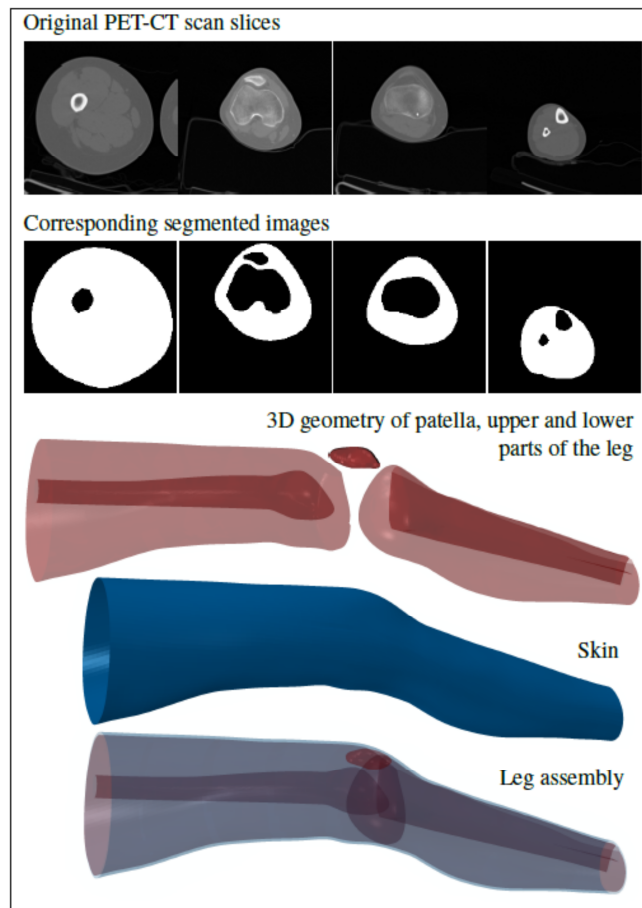 Original PET-CT scan slices
Corresponding segmented images
3D geometry of patella, upper and lower
parts of the leg
Skin
Leg assembly